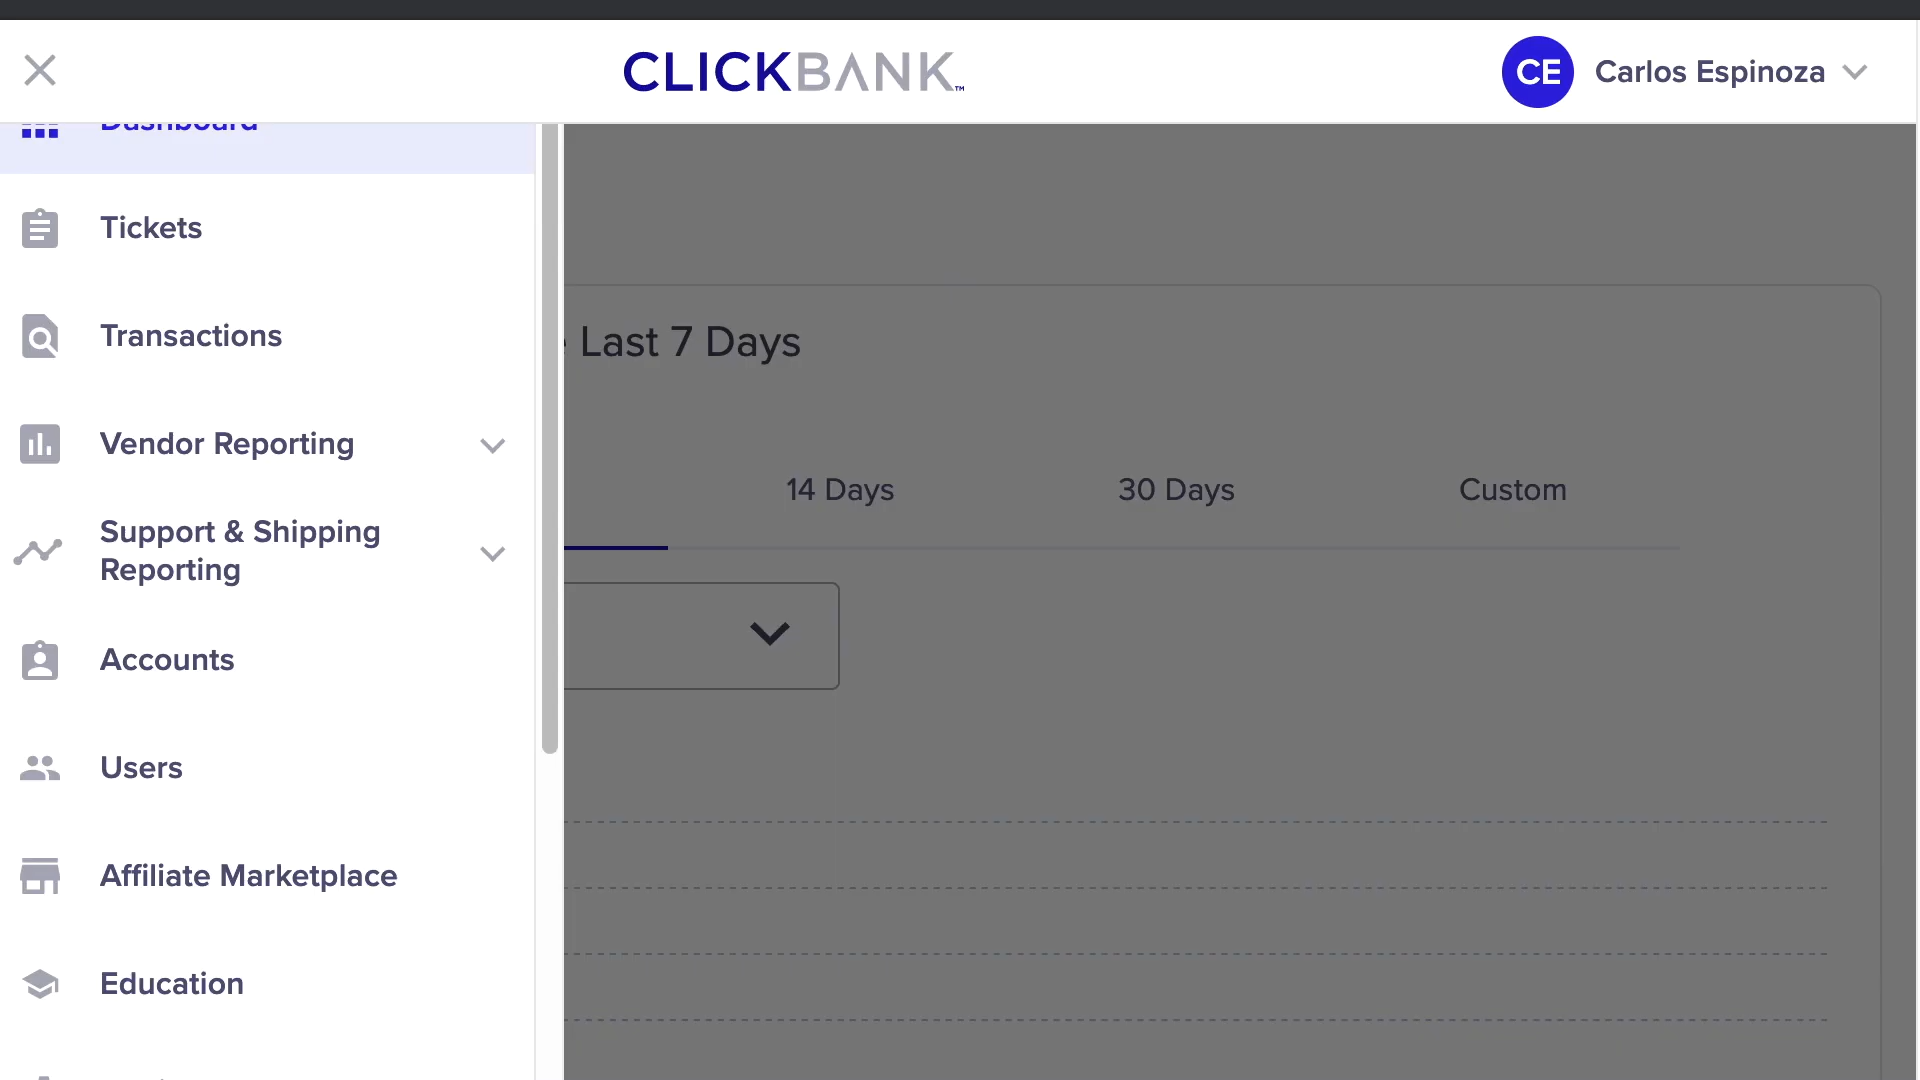 CLICKBANK™
CE Carlos Espinoza
Dashboard
Tickets
Transactions
Vendor Reporting
Support & Shipping
Reporting
Accounts
Users
Affiliate Marketplace
Education
Last 7 Days
14 Days 30 Days Custom